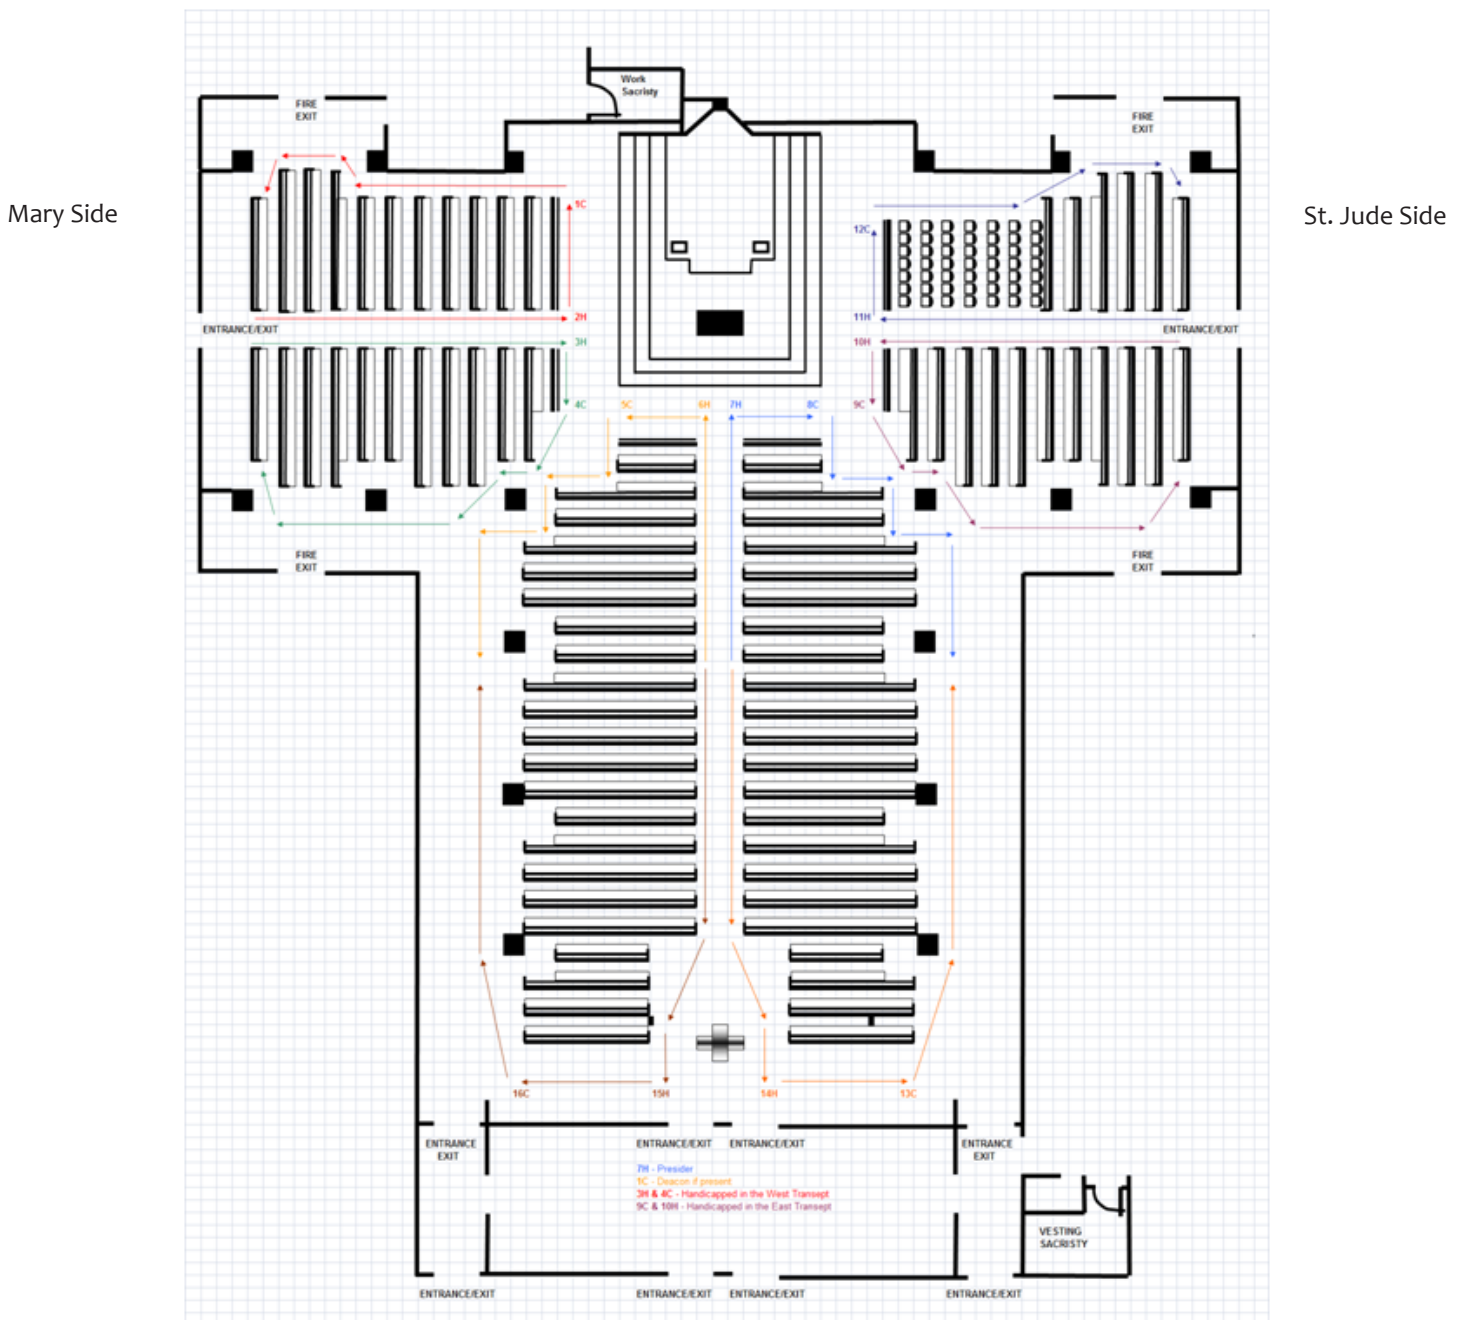 Work
Sacristy
FIRE
EXIT
FIRE
EXIT
Mary Side
St. Jude Side
1C
12C
2H
11H
ENTRANCE/EXIT
ENTRANCE/EXIT
3H
10H
4C
5C
6H
7H
8C
9C
FIRE
EXIT
FIRE
EXIT
16C
15H
14H
13C
ENTRANCE
EXIT
ENTRANCE/EXIT
ENTRANCE/EXIT
ENTRANCE
EXIT
7H - Presider
1C - Deacon if present
3H & 4C - Handicapped in the West Transept
9C & 10H - Handicapped in the East Transept
VESTING
SACRISTY
ENTRANCE/EXIT
ENTRANCE/EXIT
ENTRANCE/EXIT
ENTRANCE/EXIT